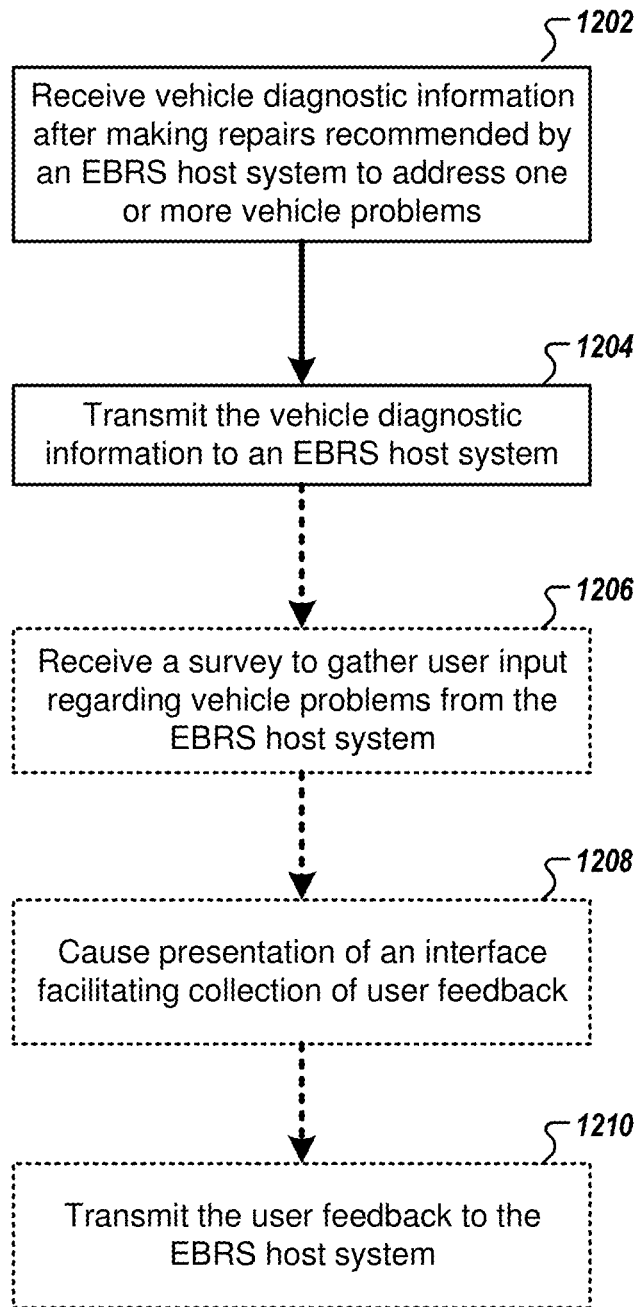 1202
Receive vehicle diagnostic information
after making repairs recommended by
an EBRS host system to address one
or more vehicle problems
1204
Transmit the vehicle diagnostic
information to an EBRS host system
1206
Receive a survey to gather user input
regarding vehicle problems from the
EBRS host system
1208
Cause presentation of an interface
facilitating collection of user feedback
1210
Transmit the user feedback to the
EBRS host system